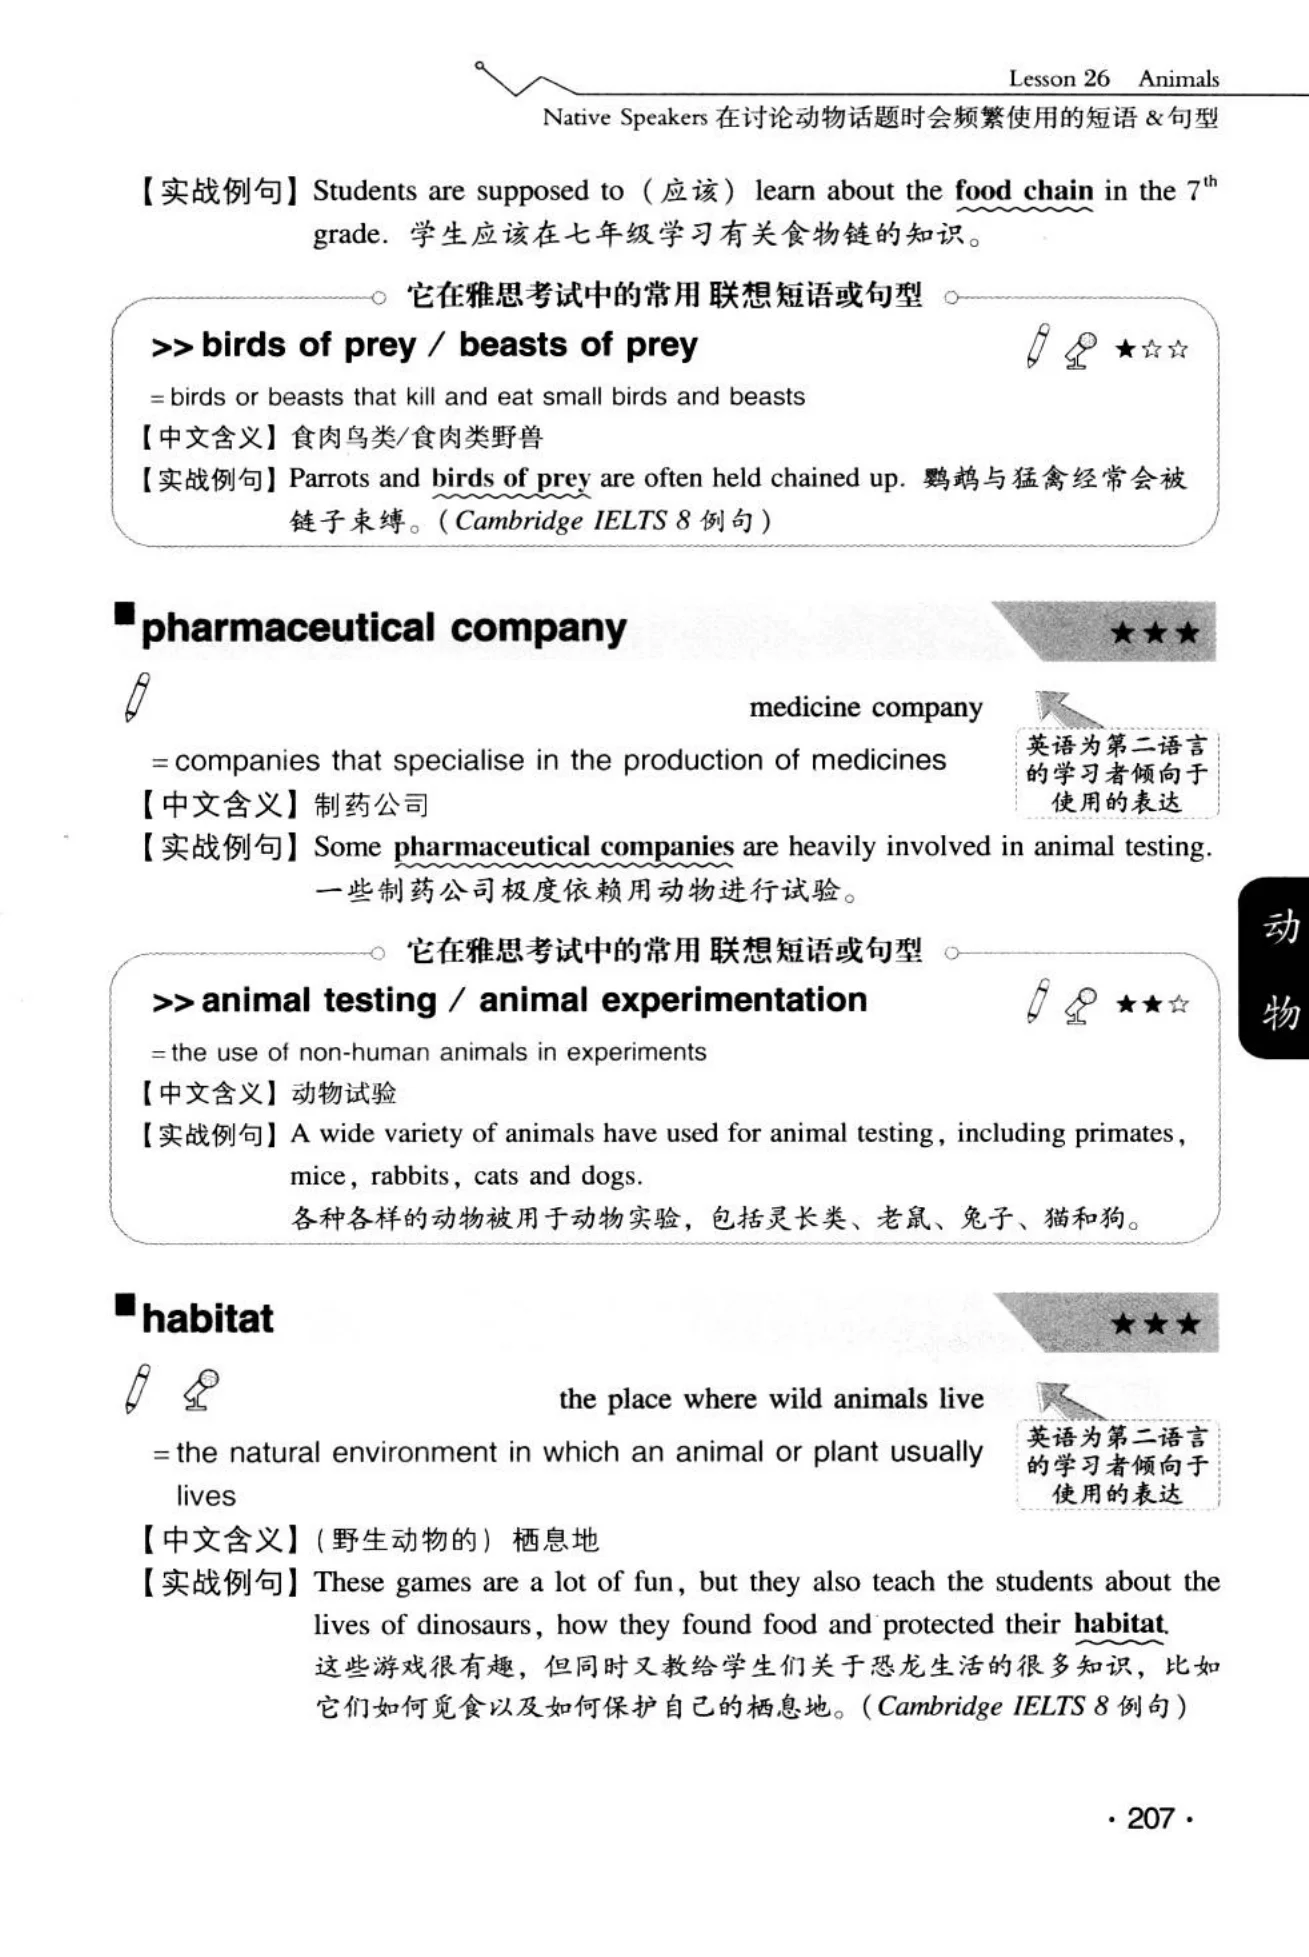 Lesson 26 Animals
Native Speakers 在讨论动物话题时会频繁使用的短语 & 句型
【实战例句】Students are supposed to（应该）learn about the food chain in the 7th
grade. 学生应该在七年级学习有关食物链的知识。
它在雅思考试中的常用 联想短语或句型
>> birds of prey / beasts of prey ★☆☆
= birds or beasts that kill and eat small birds and beasts
【中文含义】食肉鸟类/食肉类野兽
【实战例句】Parrots and birds of prey are often held chained up. 鹦鹉与猛禽经常会被
链子束缚。（Cambridge IELTS 8 例句）
■ pharmaceutical company ★★★
medicine company
= companies that specialise in the production of medicines
英语为第二语言
的学习者倾向于
使用的表达
【中文含义】制药公司
【实战例句】Some pharmaceutical companies are heavily involved in animal testing.
一些制药公司极度依赖用动物进行试验。
动物
它在雅思考试中的常用 联想短语或句型
>> animal testing / animal experimentation ★★☆
= the use of non-human animals in experiments
【中文含义】动物试验
【实战例句】A wide variety of animals have used for animal testing, including primates,
mice, rabbits, cats and dogs.
各种各样的动物被用于动物实验，包括灵长类、老鼠、兔子、猫和狗。
■ habitat ★★★
the place where wild animals live
= the natural environment in which an animal or plant usually
lives
英语为第二语言
的学习者倾向于
使用的表达
【中文含义】（野生动物的）栖息地
【实战例句】These games are a lot of fun, but they also teach the students about the
lives of dinosaurs, how they found food and protected their habitat.
这些游戏很有趣，但同时又教给学生们关于恐龙生活的很多知识，比如
它们如何觅食以及如何保护自己的栖息地。（Cambridge IELTS 8 例句）
· 207 ·